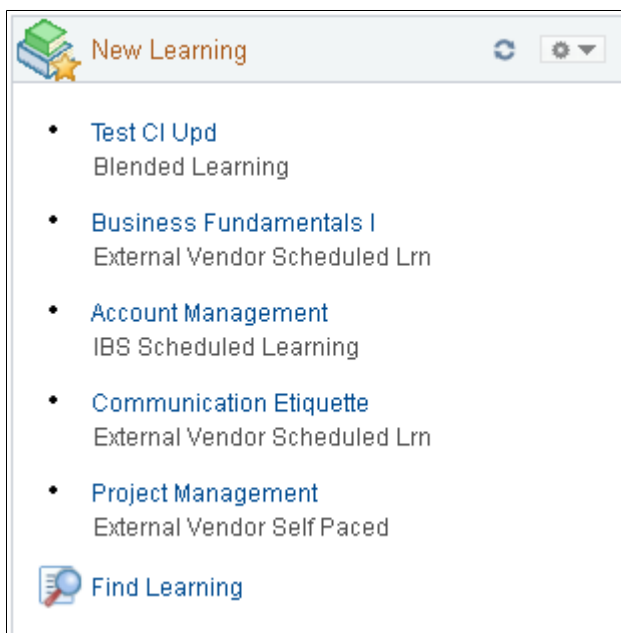 New Learning
Test CI Upd
Blended Learning
Business Fundamentals I
External Vendor Scheduled Lrn
Account Management
IBS Scheduled Learning
Communication Etiquette
External Vendor Scheduled Lrn
Project Management
External Vendor Self Paced
Find Learning